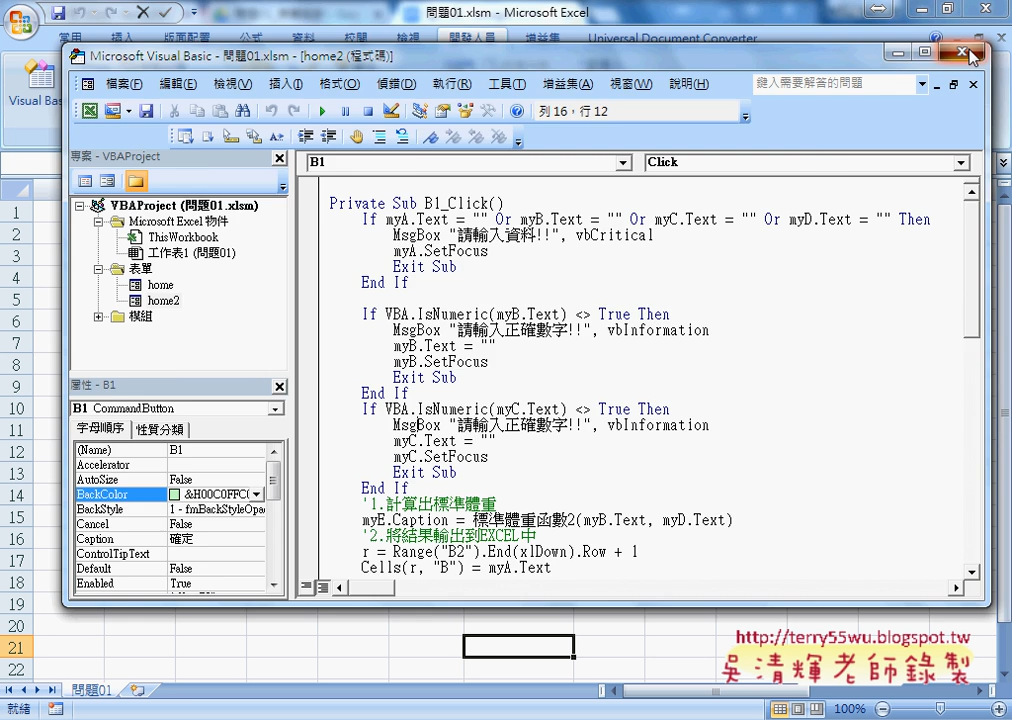 問題01.xlsm - Microsoft Excel
常用 插入 版面配置 公式 資料 校閱 檢視 開發人員 增益集 Universal Document Converter
Visual Bas
Microsoft Visual Basic - 問題01.xlsm - [home2 (程式碼)]
檔案(F) 編輯(E) 檢視(V) 插入(I) 格式(O) 偵錯(D) 執行(R) 工具(T) 增益集(A) 視窗(W) 說明(H)
鍵入需要解答的問題
列 16，行 12
專案 - VBAProject
VBAProject (問題01.xlsm)
Microsoft Excel 物件
ThisWorkbook
工作表1 (問題01)
表單
home
home2
模組
屬性 - B1
B1 CommandButton
字母順序 性質分類
(Name) B1
Accelerator
AutoSize False
BackColor &H00C0FFC(
BackStyle 1 - fmBackStyleOpa
Cancel False
Caption 確定
ControlTipText
Default False
Enabled True
B1 Click
Private Sub B1_Click()
If myA.Text = "" Or myB.Text = "" Or myC.Text = "" Or myD.Text = "" Then
MsgBox "請輸入資料!!", vbCritical
myA.SetFocus
Exit Sub
End If
If VBA.IsNumeric(myB.Text) <> True Then
MsgBox "請輸入正確數字!!", vbInformation
myB.Text = ""
myB.SetFocus
Exit Sub
End If
If VBA.IsNumeric(myC.Text) <> True Then
MsgBox "請輸入正確數字!!", vbInformation
myC.Text = ""
myC.SetFocus
Exit Sub
End If
'1.計算出標準體重
myE.Caption = 標準體重函數2(myB.Text, myD.Text)
'2.將結果輸出到EXCEL中
r = Range("B2").End(xlDown).Row + 1
Cells(r, "B") = myA.Text
1
2
3
4
5
6
7
8
9
10
11
12
13
14
15
16
17
18
19
20
21
22
http://terry55wu.blogspot.tw
吳清輝老師錄製
問題01
就緒
100%